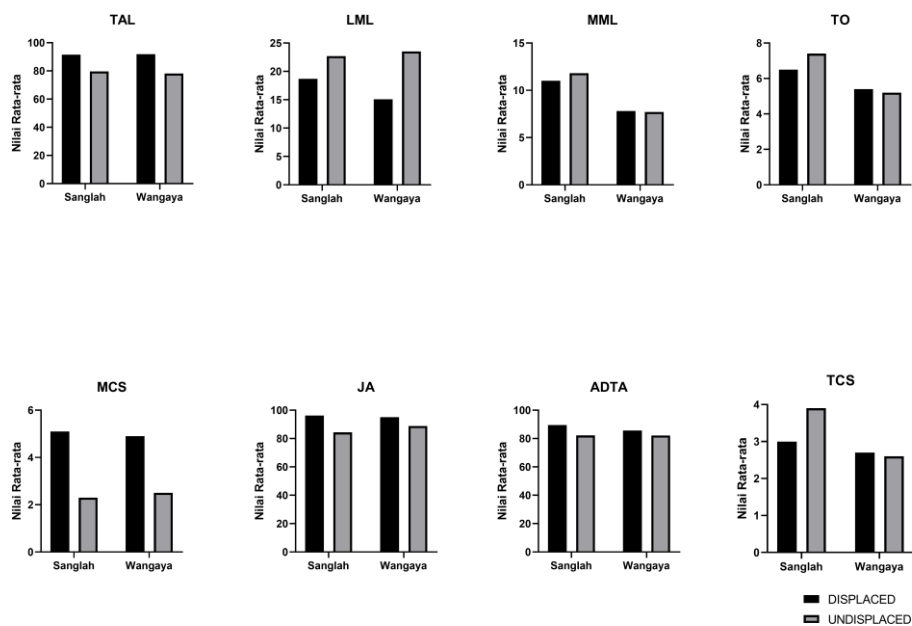 TAL
Nilai Rata-rata
100
80
60
40
20
0
Sanglah Wangaya
LML
Nilai Rata-rata
25
20
15
10
5
0
Sanglah Wangaya
MML
Nilai Rata-rata
15
10
5
0
Sanglah Wangaya
TO
Nilai Rata-rata
8
6
4
2
0
Sanglah Wangaya
MCS
Nilai Rata-rata
6
4
2
0
Sanglah Wangaya
JA
Nilai Rata-rata
100
80
60
40
20
0
Sanglah Wangaya
ADTA
Nilai Rata-rata
100
80
60
40
20
0
Sanglah Wangaya
TCS
Nilai Rata-rata
4
3
2
1
0
Sanglah Wangaya
DISPLACED
UNDISPLACED